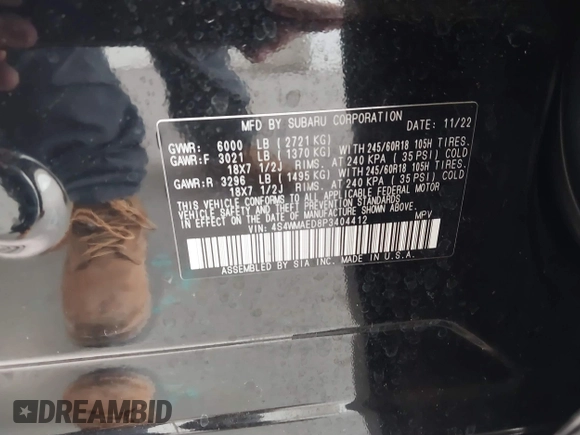 MFD BY SUBARU CORPORATION DATE: 11/22
GVWR: 6000 LB ( 2721 KG)
GAWR:F 3021 LB ( 1370 KG) WITH 245/60R18 105H TIRES.
18X7 1/2J RIMS. AT 240 KPA ( 35 PSI) COLD
GAWR:R 3296 LB ( 1495 KG) WITH 245/60R18 105H TIRES.
18X7 1/2J RIMS. AT 240 KPA ( 35 PSI) COLD
THIS VEHICLE CONFORMS TO ALL APPLICABLE FEDERAL MOTOR
VEHICLE SAFETY AND THEFT PREVENTION STANDARDS
IN EFFECT ON THE DATE OF MANUFACTURE SHOWN ABOVE.
VIN: 4S4WMAED8P3404412 MPV
ASSEMBLED BY SIA INC. MADE IN U.S.A.
DREAMBID